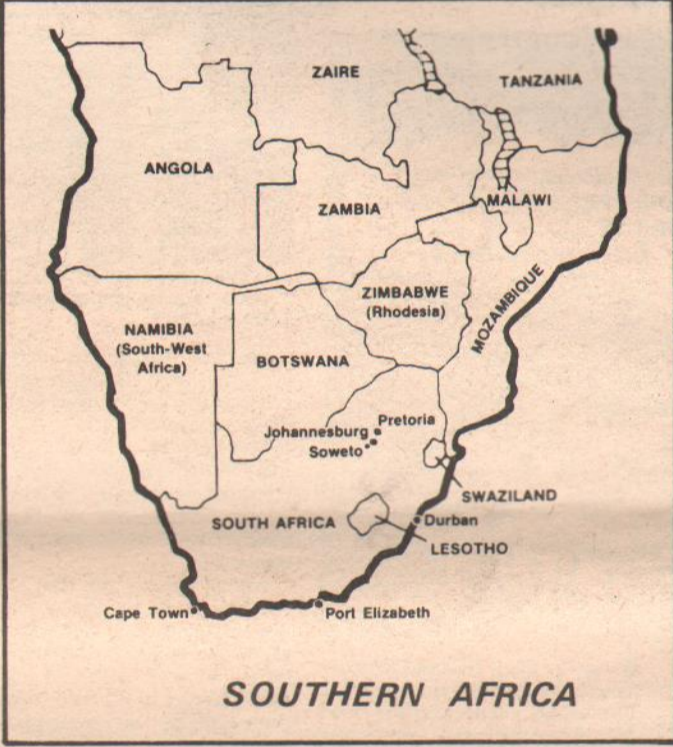 ZAIRE
TANZANIA
ANGOLA
ZAMBIA
MALAWI
ZIMBABWE
(Rhodesia)
MOZAMBIQUE
NAMIBIA
(South-West
Africa)
BOTSWANA
Pretoria
Johannesburg
Soweto
SWAZILAND
SOUTH AFRICA
Durban
LESOTHO
Cape Town
Port Elizabeth
SOUTHERN AFRICA